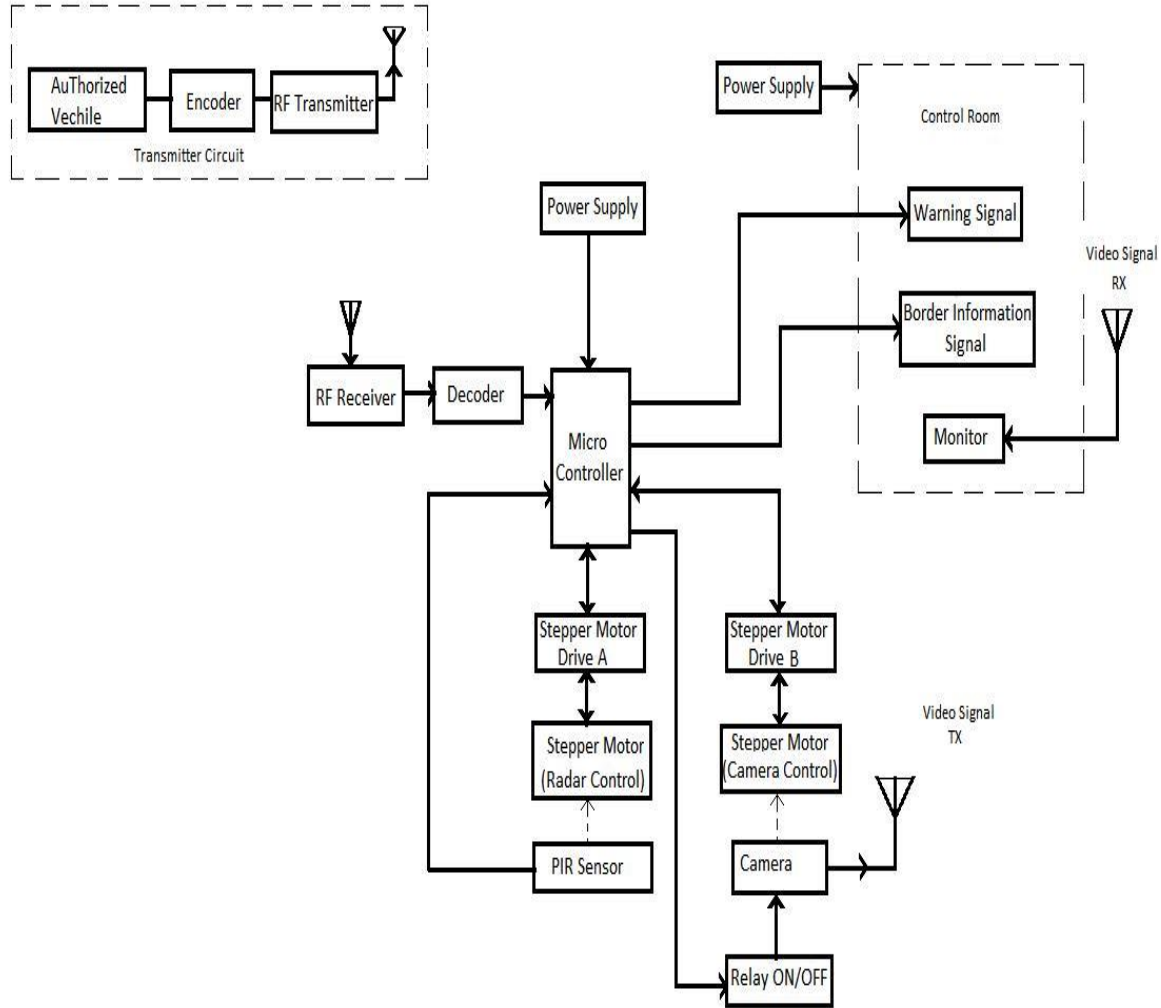 AuThorized
Vechile
Encoder
RF Transmitter
Transmitter Circuit
Power Supply
Control Room
Power Supply
Warning Signal
Video Signal
RX
Border Information
Signal
RF Receiver
Decoder
Monitor
Micro
Controller
Stepper Motor
Drive A
Stepper Motor
Drive B
Video Signal
TX
Stepper Motor
(Radar Control)
Stepper Motor
(Camera Control)
PIR Sensor
Camera
Relay ON/OFF